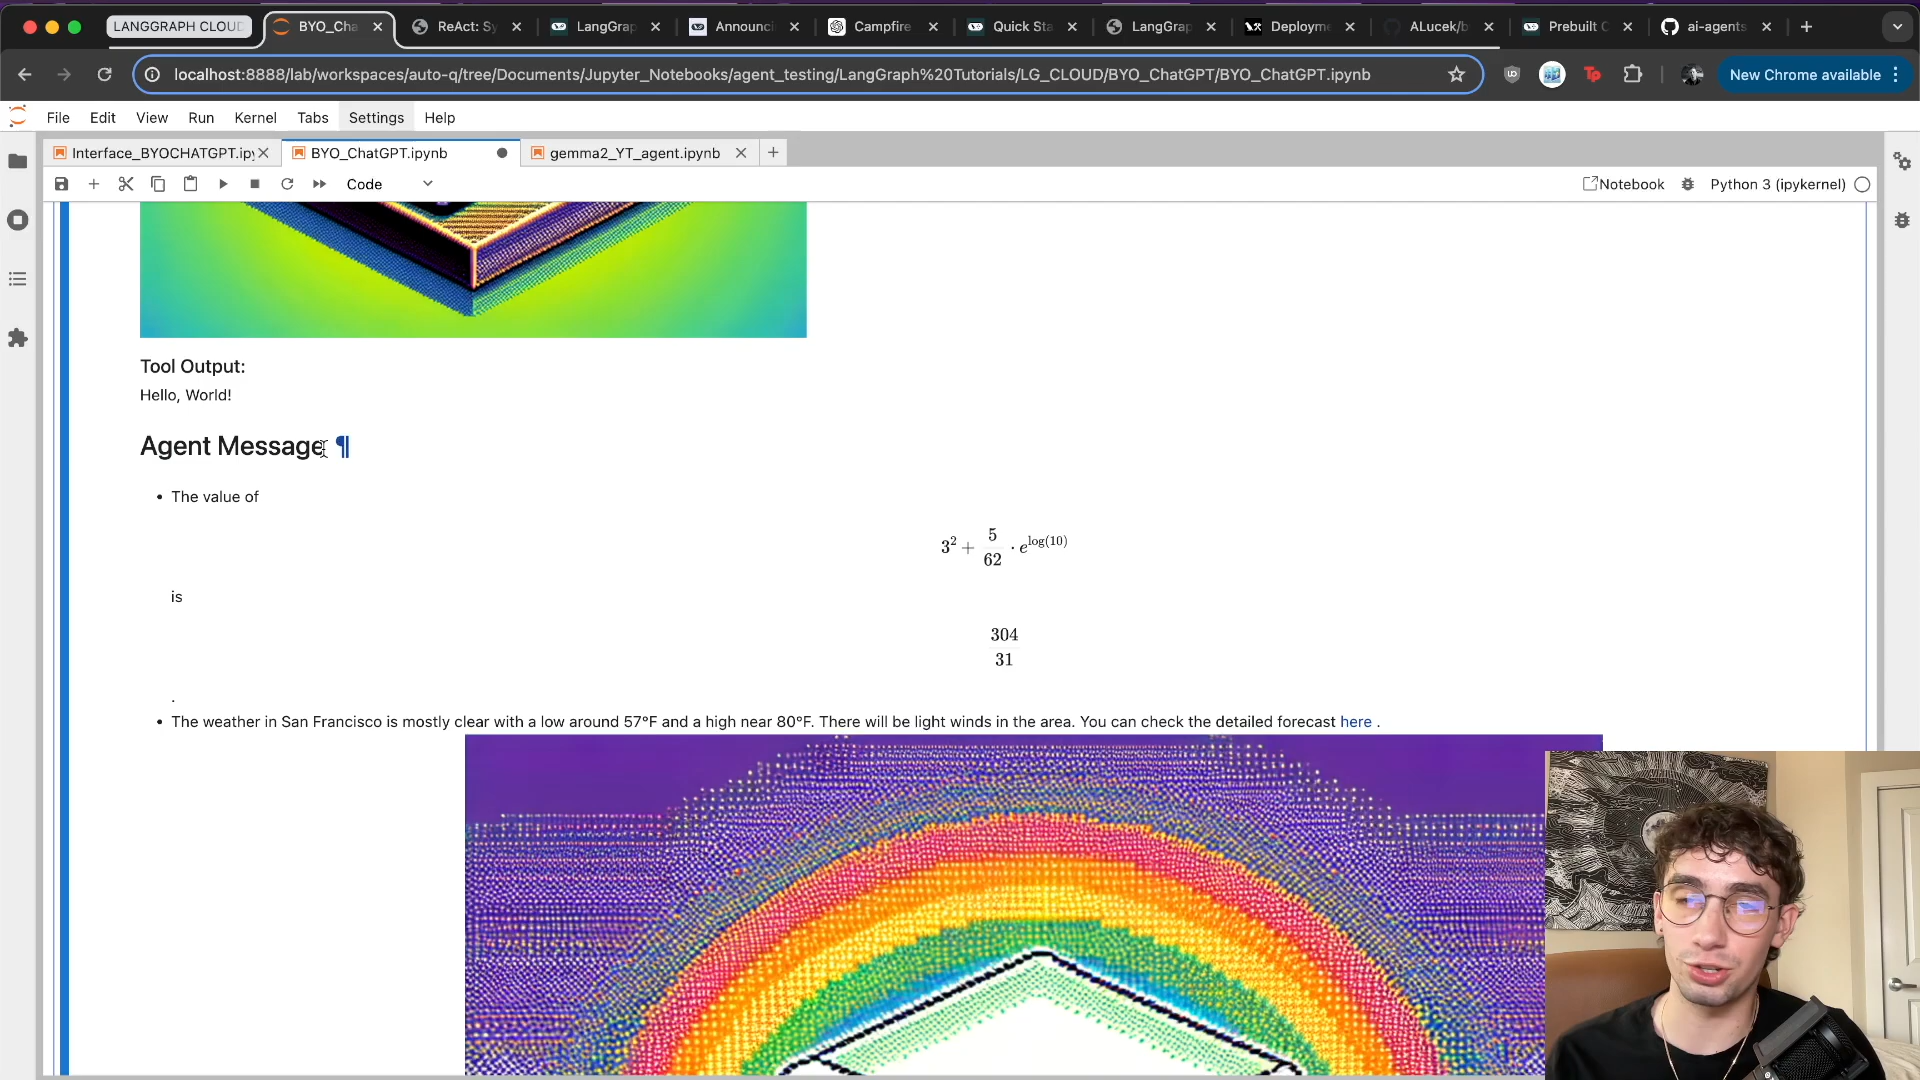 LANGGRAPH CLOUD
BYO_Cha
ReAct: Sy
LangGrap
Announci
Campfire
Quick Sta
LangGrap
Deployme
ALucek/b
Prebuilt C
ai-agents
localhost:8888/lab/workspaces/auto-q/tree/Documents/Jupyter_Notebooks/agent_testing/LangGraph%20Tutorials/LG_CLOUD/BYO_ChatGPT/BYO_ChatGPT.ipynb
New Chrome available
File Edit View Run Kernel Tabs Settings Help
Interface_BYOCHATGPT.ipy
BYO_ChatGPT.ipynb
gemma2_YT_agent.ipynb
Code
Notebook
Python 3 (ipykernel)
Tool Output:
Hello, World!
Agent Message ¶
• The value of
3² + 5/62 · e^log(10)
is
304/31
.
• The weather in San Francisco is mostly clear with a low around 57°F and a high near 80°F. There will be light winds in the area. You can check the detailed forecast here .